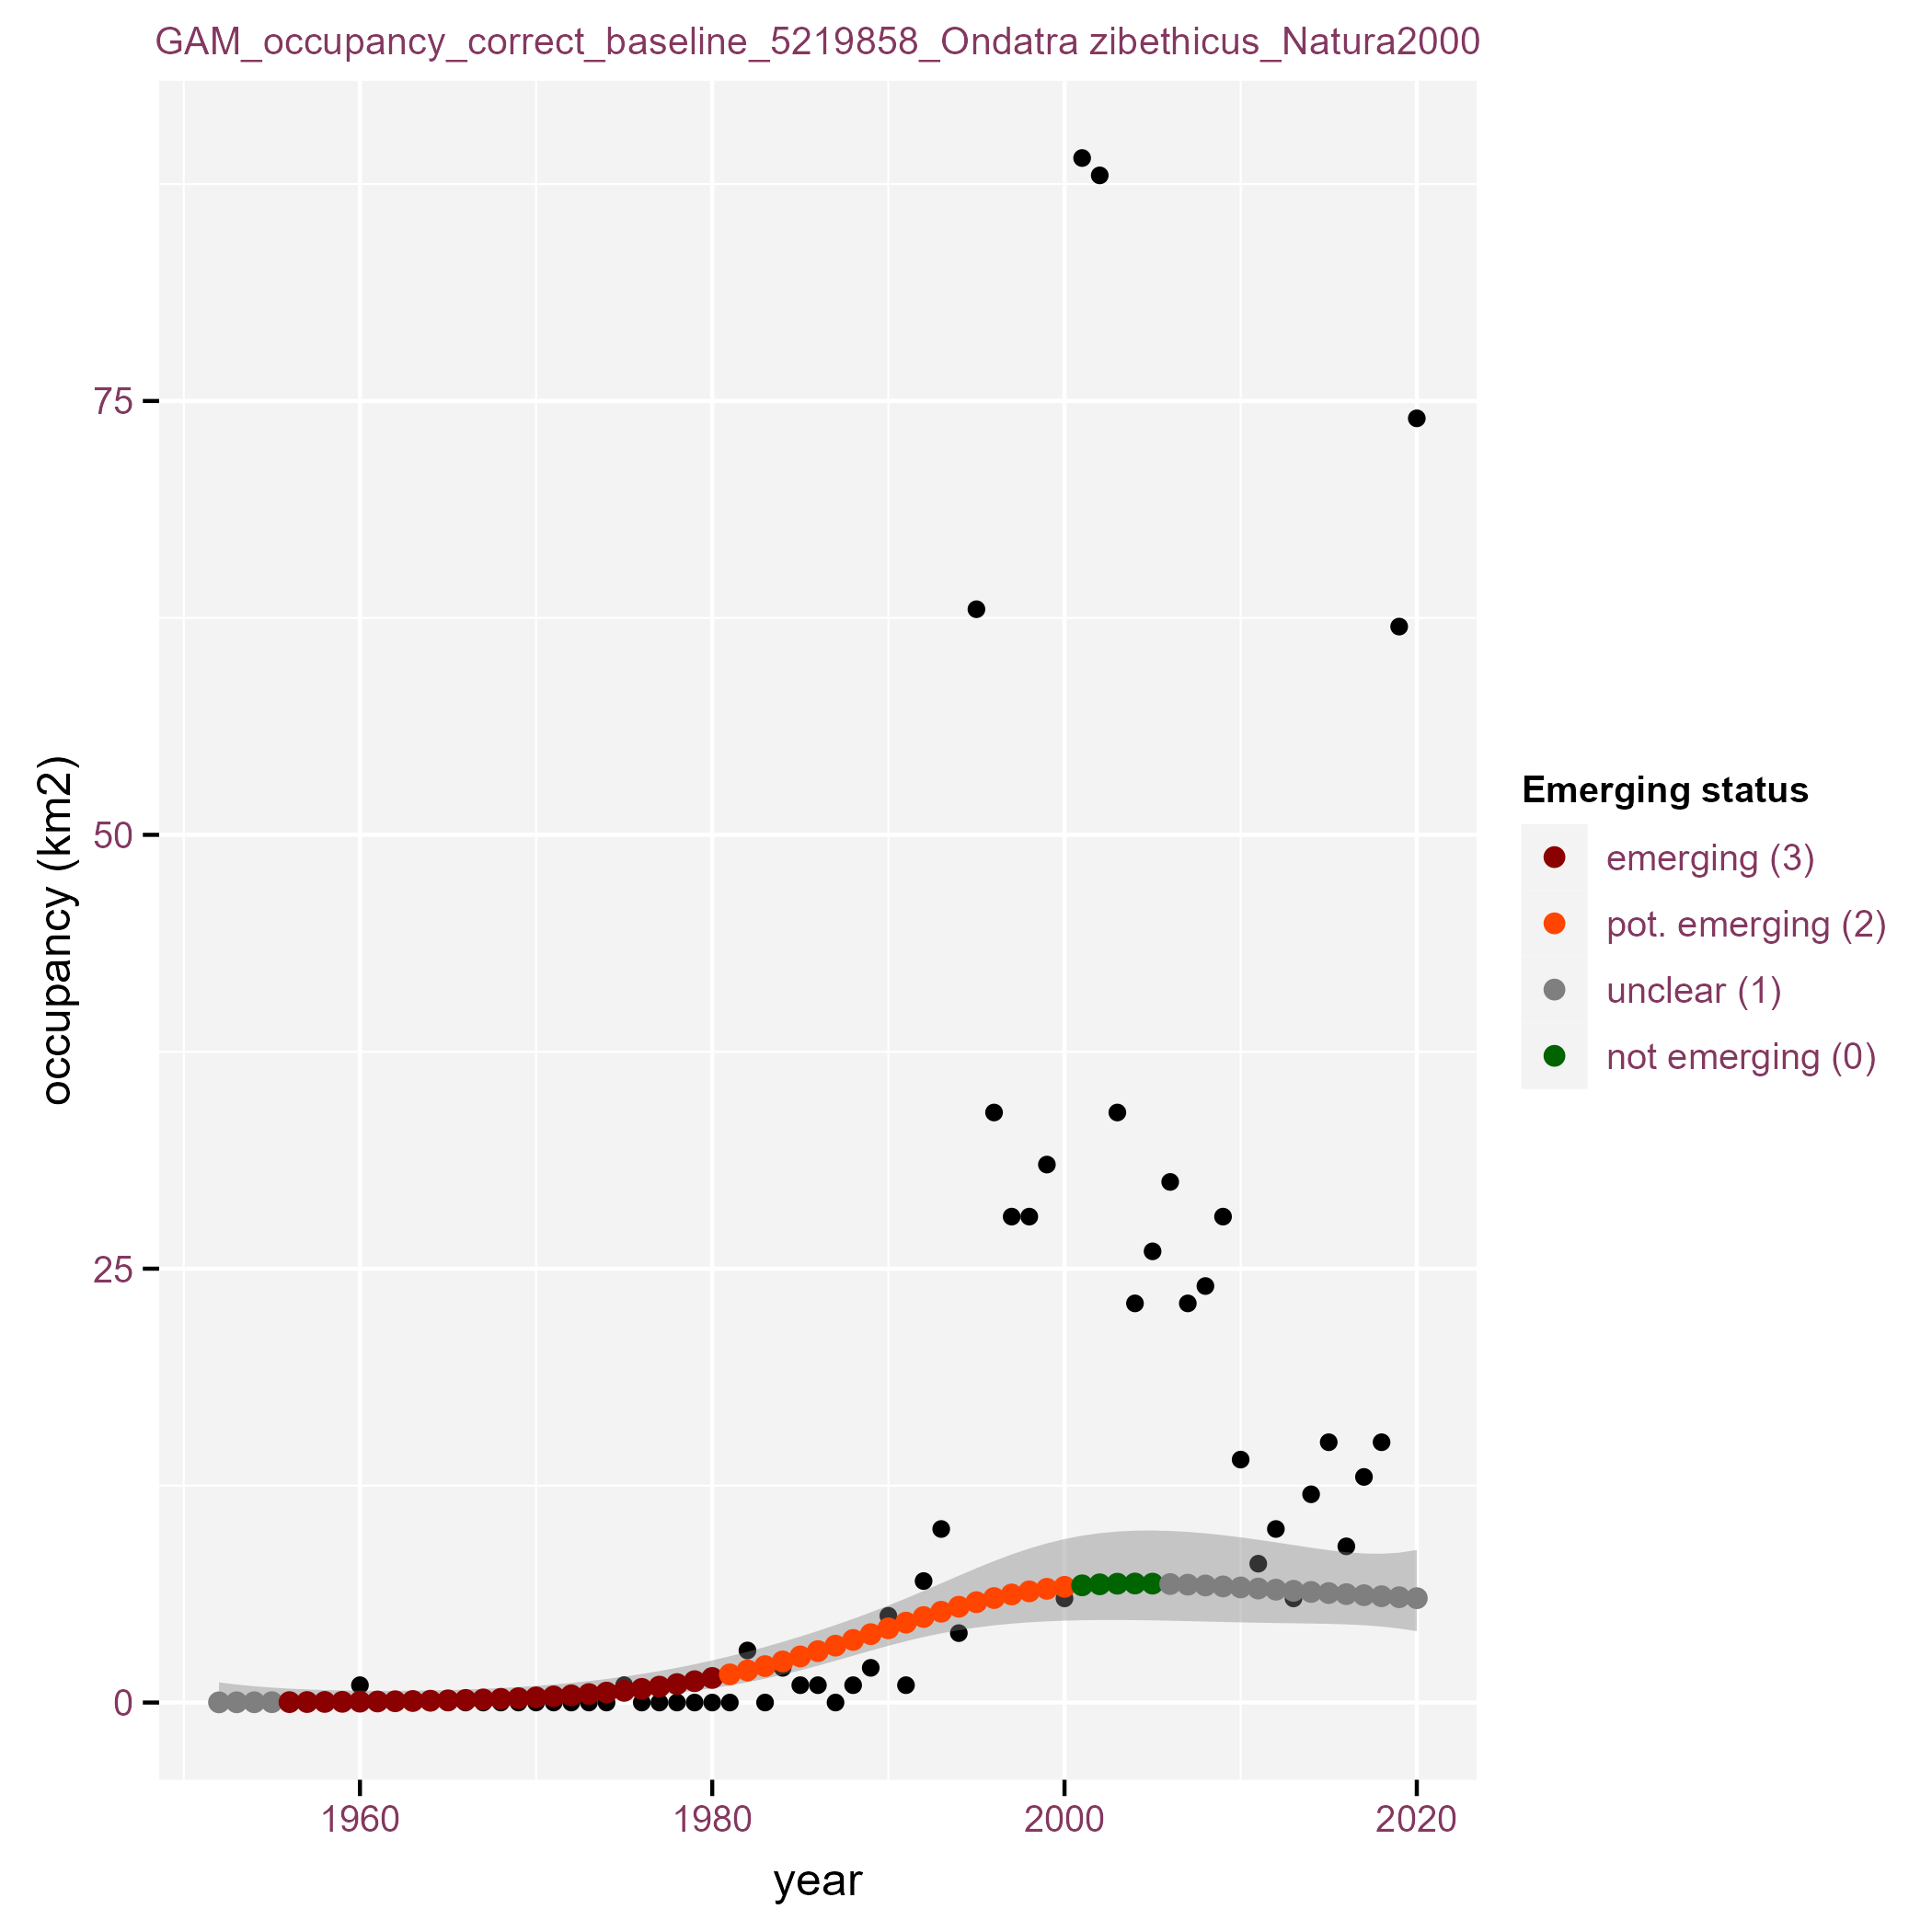 GAM_occupancy_correct_baseline_5219858_Ondatra zibethicus_Natura2000
75
50
25
0
occupancy (km2)
1960
1980
2000
2020
year
Emerging status
emerging (3)
pot. emerging (2)
unclear (1)
not emerging (0)